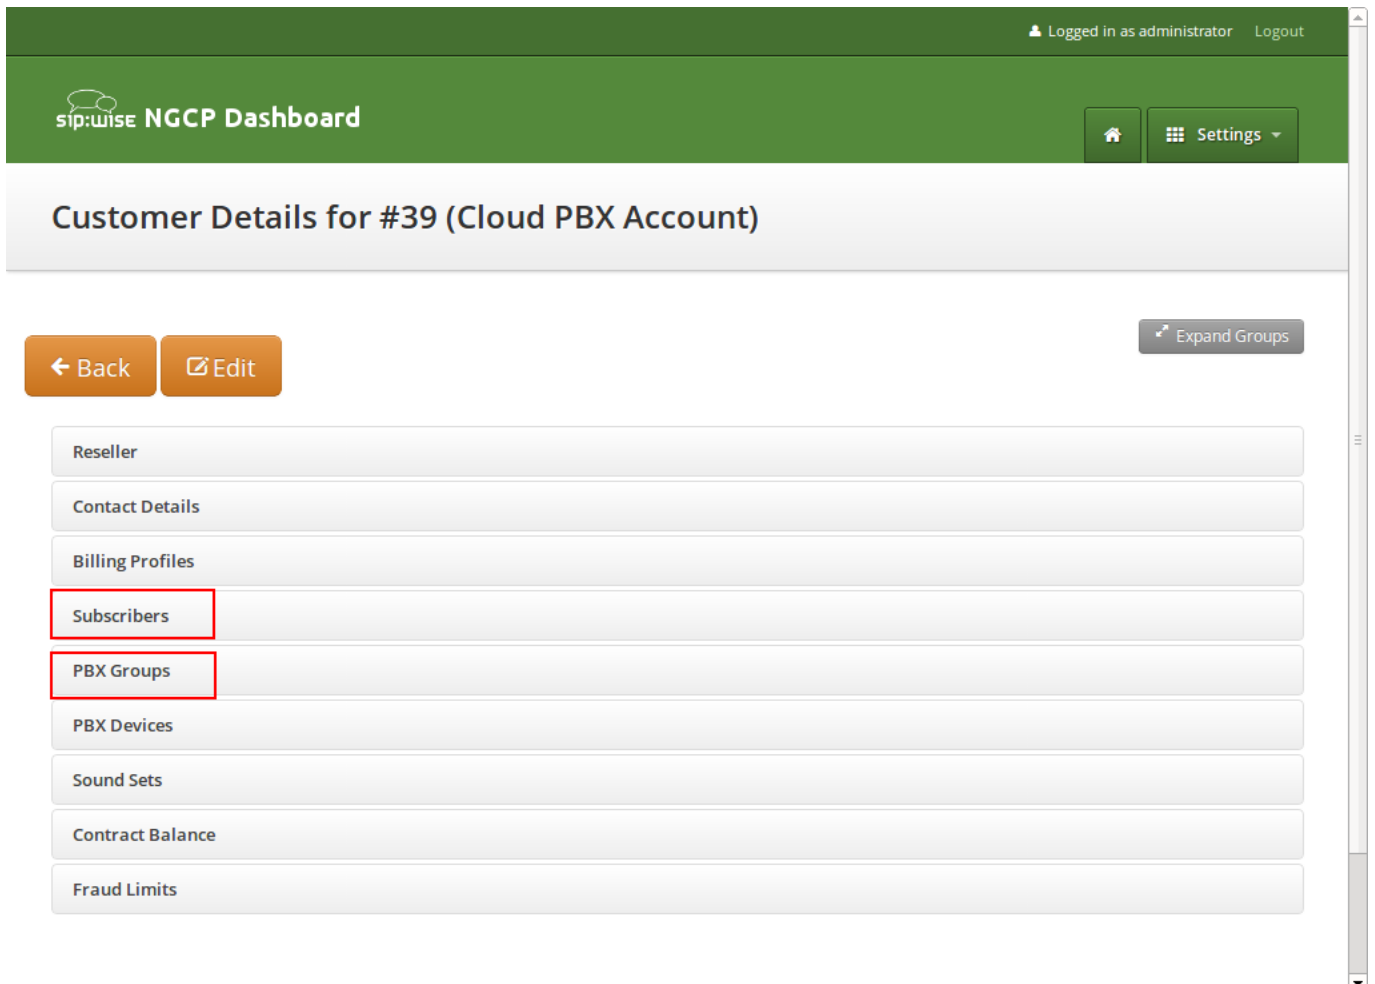 Logged in as administrator Logout
sip:wise NGCP Dashboard
Settings
Customer Details for #39 (Cloud PBX Account)
Expand Groups
Back Edit
Reseller
Contact Details
Billing Profiles
Subscribers
PBX Groups
PBX Devices
Sound Sets
Contract Balance
Fraud Limits